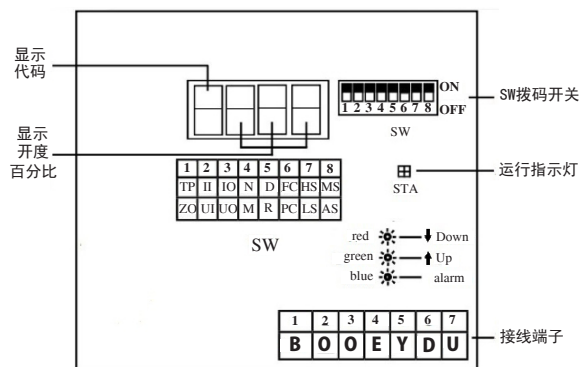 显示
代码
显示
开度
百分比
ON
1 2 3 4 5 6 7 8 OFF
SW
SW拨码开关
1 2 3 4 5 6 7 8
TP II IO N D FC HS MS
ZO UI UO M R PC LS AS
SW
STA
运行指示灯
red Down
green Up
blue alarm
1 2 3 4 5 6 7
B O O E Y D U
接线端子